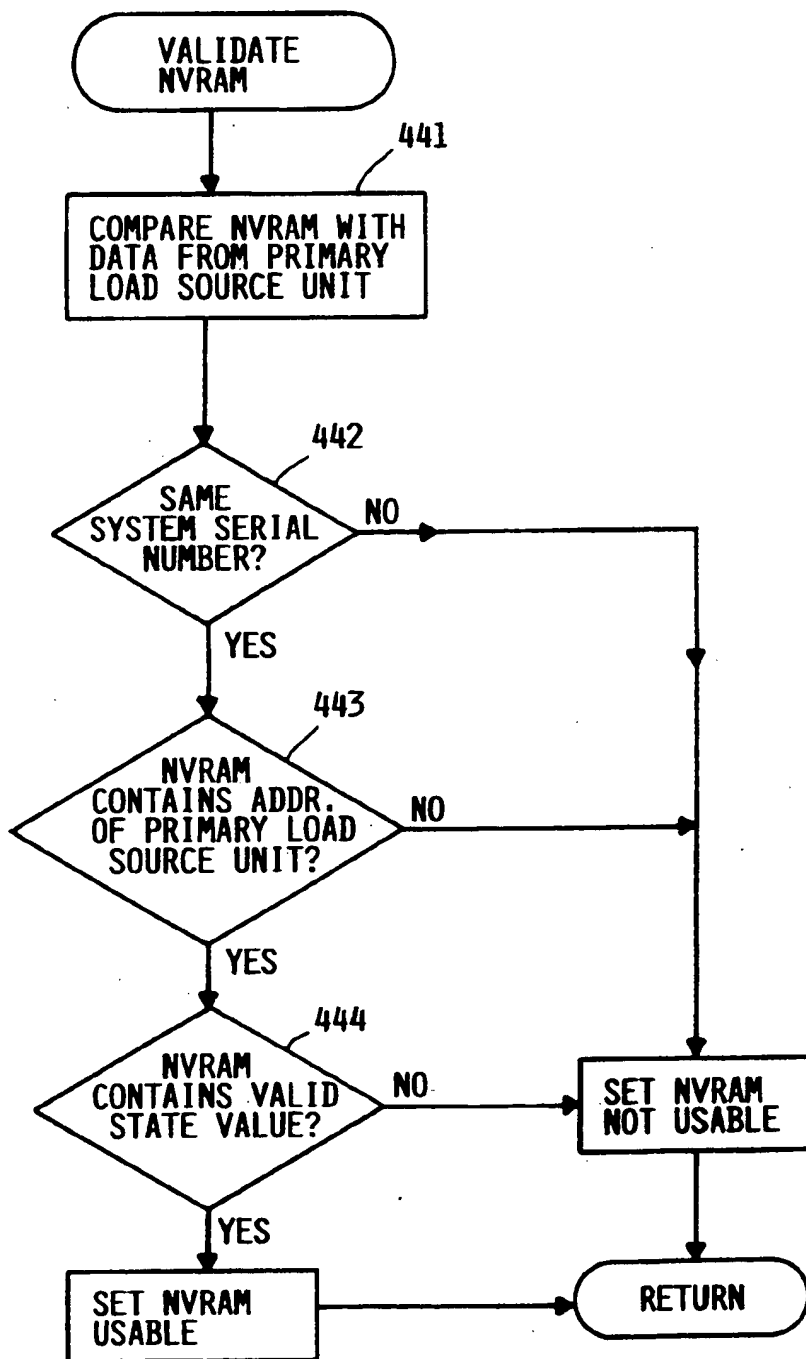 VALIDATE
NVRAM
441
COMPARE NVRAM WITH
DATA FROM PRIMARY
LOAD SOURCE UNIT
442
SAME
SYSTEM SERIAL
NUMBER?
NO
YES
443
NVRAM
CONTAINS ADDR.
OF PRIMARY LOAD
SOURCE UNIT?
NO
YES
444
NVRAM
CONTAINS VALID
STATE VALUE?
NO
SET NVRAM
NOT USABLE
YES
SET NVRAM
USABLE
RETURN